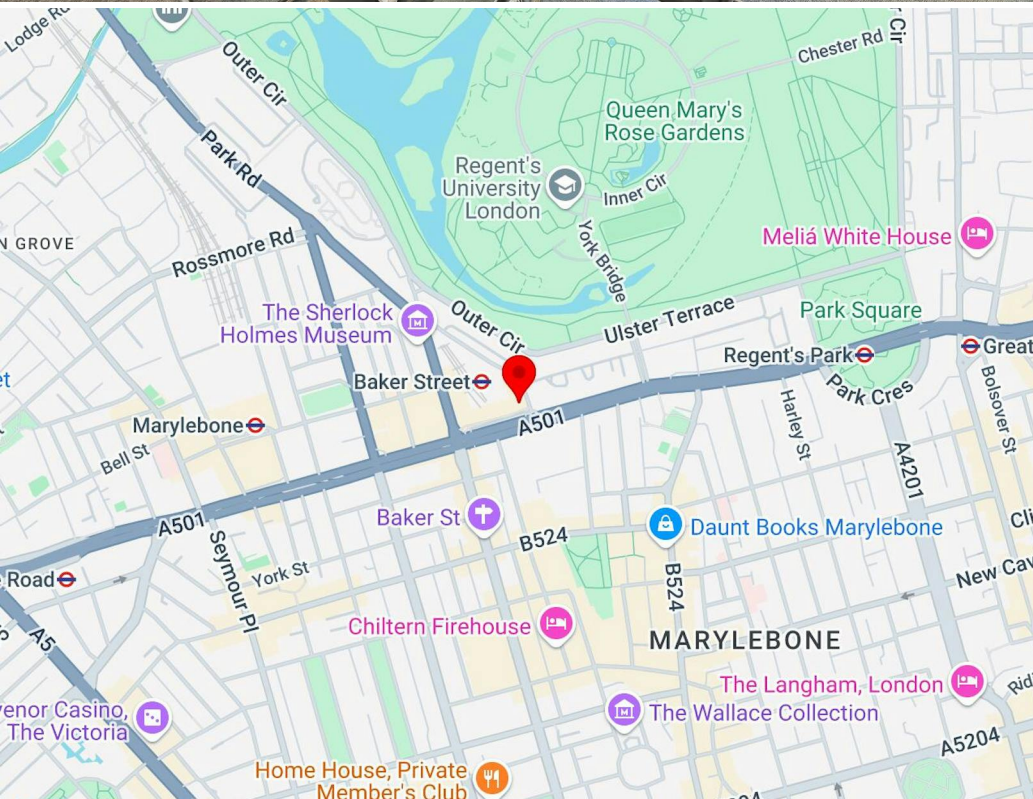 Lodge Rd
Outer Cir
Chester Rd
r Cir
Queen Mary's
Rose Gardens
Park Rd
Regent's
University
London
Inner Cir
N GROVE
Rossmore Rd
York Bridge
Meliá White House
The Sherlock
Holmes Museum
Outer Cir
Ulster Terrace
Park Square
Baker Street
Regent's Park
Great
et
Park Cres
Bolsover St
Marylebone
A501
Harley St
Bell St
A4201
A501
Baker St
Daunt Books Marylebone
B524
Seymour Pl
Cli
e Road
York St
B524
New Cav
A5
Chiltern Firehouse
MARYLEBONE
The Langham, London
Rid
venor Casino,
The Victoria
The Wallace Collection
A5204
Home House, Private
Member's Club